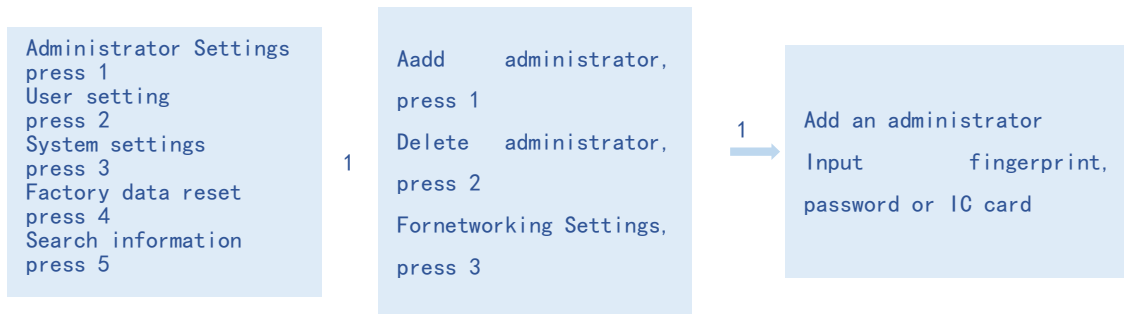 Administrator Settings
press 1
User setting
press 2
System settings
press 3
Factory data reset
press 4
Search information
press 5
1
Aadd administrator,
press 1
Delete administrator,
press 2
Fornetworking Settings,
press 3
1
Add an administrator
Input fingerprint,
password or IC card